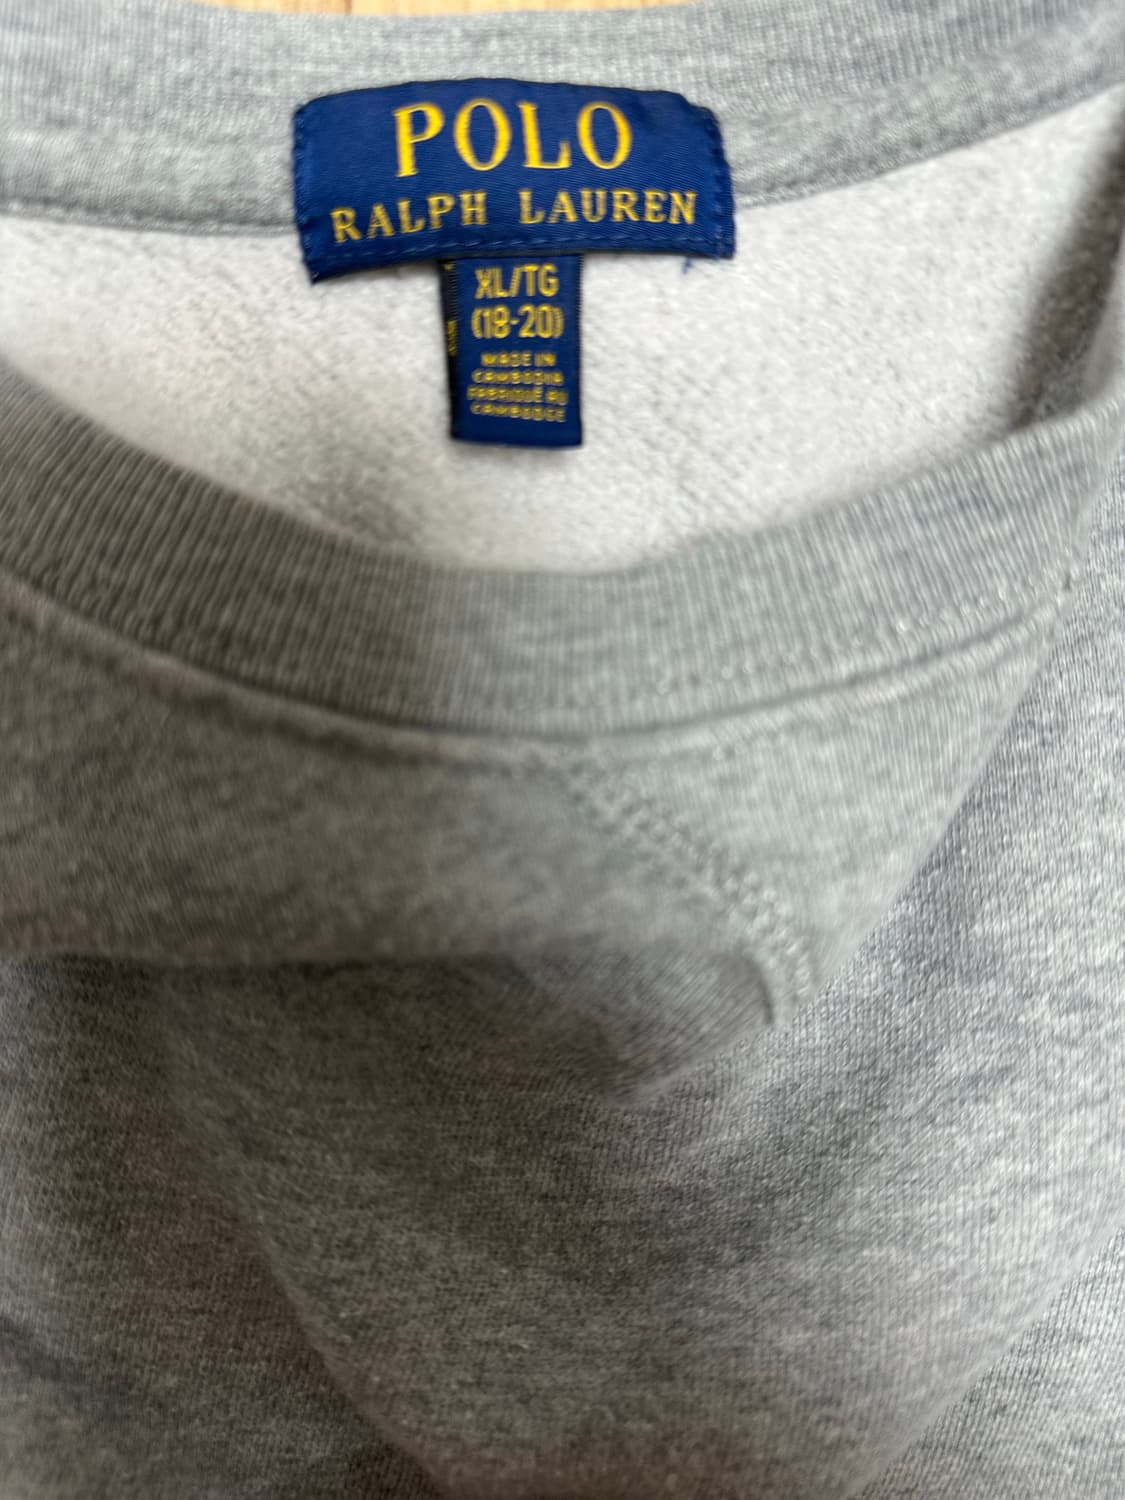 POLO
RALPH LAUREN
XL/TG
(18-20)
MADE IN
CAMBODIA
FABRIQUÉ AU
CAMBODGE